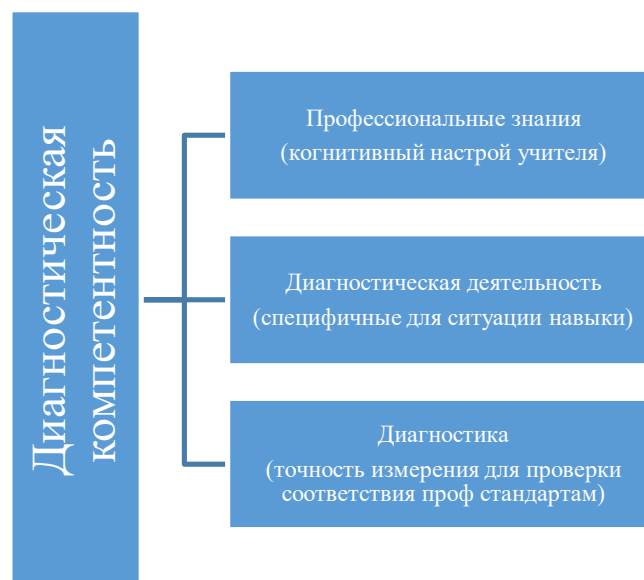 Диагностическая
компетентность
Профессиональные знания
(когнитивный настрой учителя)
Диагностическая деятельность
(специфичные для ситуации навыки)
Диагностика
(точность измерения для проверки
соответствия проф стандартам)